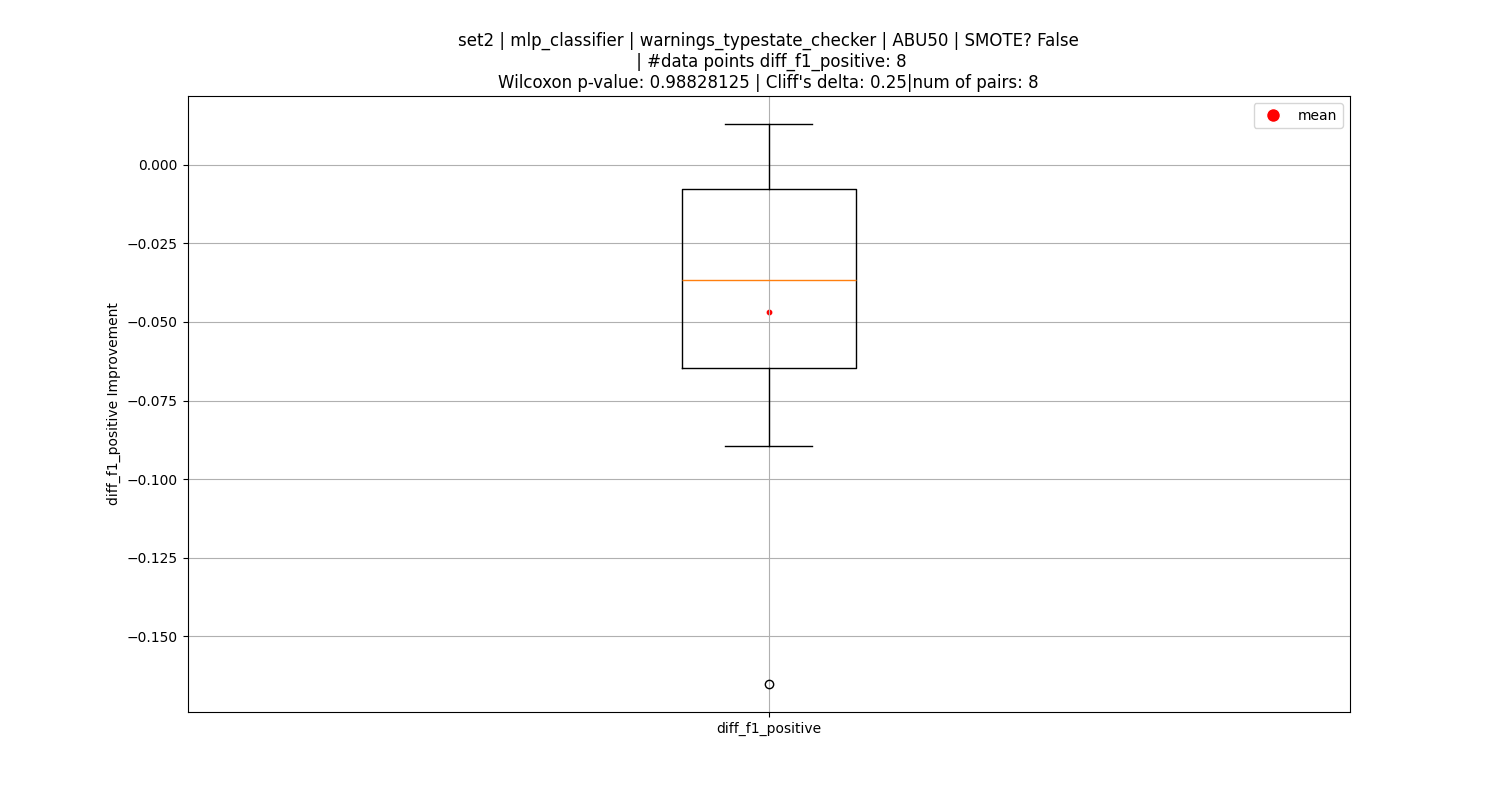 set2 | mlp_classifier | warnings_typestate_checker | ABU50 | SMOTE? False
| #data points diff_f1_positive: 8
Wilcoxon p-value: 0.98828125 | Cliff's delta: 0.25|num of pairs: 8
mean
0.000
−0.025
−0.050
−0.075
−0.100
−0.125
−0.150
diff_f1_positive Improvement
diff_f1_positive